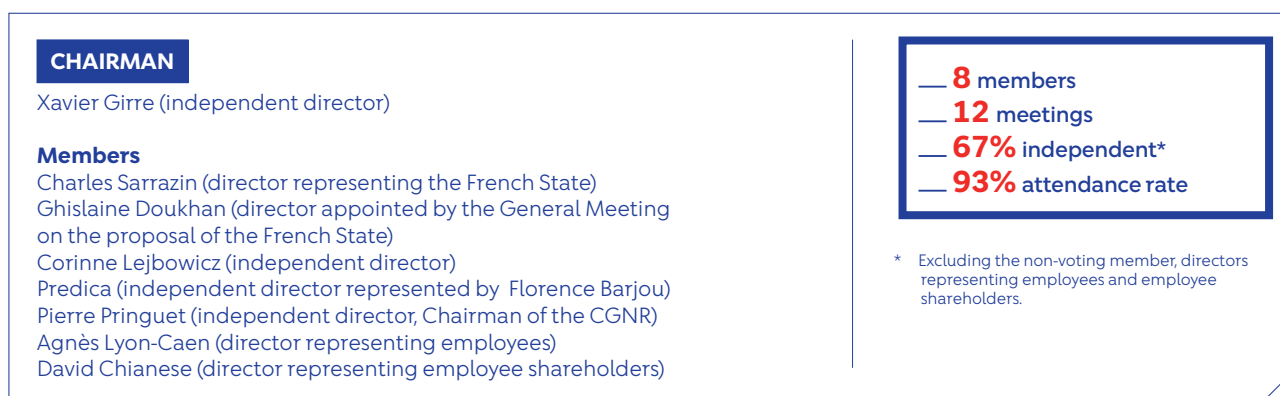 CHAIRMAN
Xavier Girre (independent director)
Members
Charles Sarrazin (director representing the French State)
Ghislaine Doukhan (director appointed by the General Meeting
on the proposal of the French State)
Corinne Lejbowicz (independent director)
Predica (independent director represented by Florence Barjou)
Pierre Pringuet (independent director, Chairman of the CGNR)
Agnès Lyon-Caen (director representing employees)
David Chianese (director representing employee shareholders)
__ 8 members
__ 12 meetings
__ 67% independent*
__ 93% attendance rate
* Excluding the non-voting member, directors
representing employees and employee
shareholders.